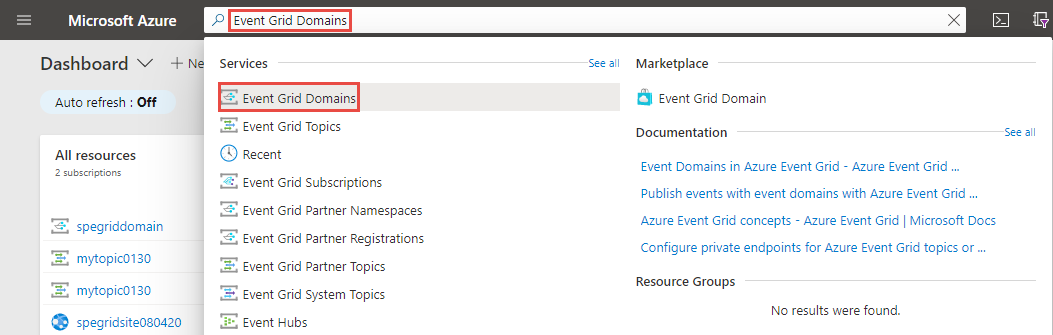 Microsoft Azure
Event Grid Domains
Dashboard
+ Ne
Auto refresh : Off
All resources
2 subscriptions
spegriddomain
mytopic0130
mytopic0130
spegridsite080420
Services
See all
Event Grid Domains
Event Grid Topics
Recent
Event Grid Subscriptions
Event Grid Partner Namespaces
Event Grid Partner Registrations
Event Grid Partner Topics
Event Grid System Topics
Event Hubs
Marketplace
Event Grid Domain
Documentation
See all
Event Domains in Azure Event Grid - Azure Event Grid ...
Publish events with event domains with Azure Event Grid ...
Azure Event Grid concepts - Azure Event Grid | Microsoft Docs
Configure private endpoints for Azure Event Grid topics or ...
Resource Groups
No results were found.